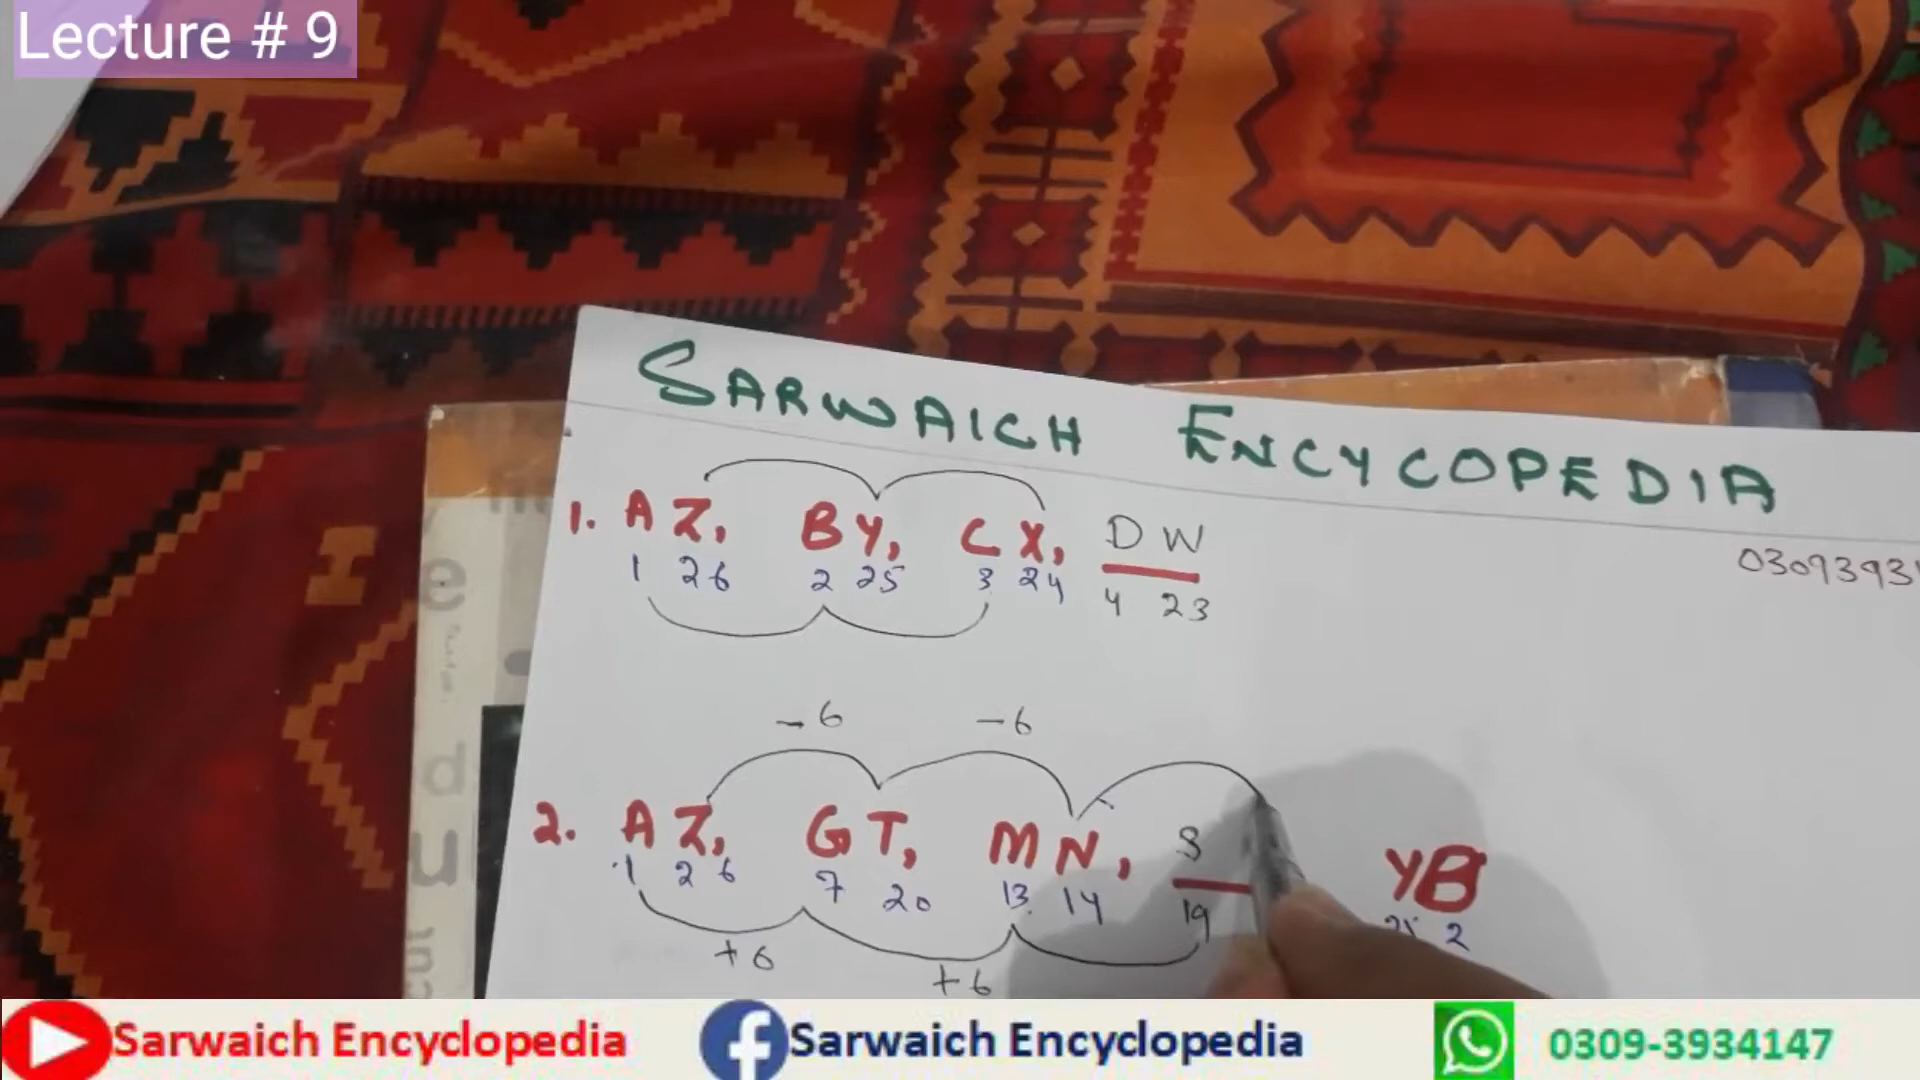 Lecture # 9
SARWAICH ENCYCOPEDIA
1. AZ, BY, CX, DW
1 26 2 25 3 24 4 23
-6 -6
2. AZ, GT, MN, S YB
1 26 7 20 13 14 19 2
+6 +6
Sarwaich Encyclopedia Sarwaich Encyclopedia 0309-3934147